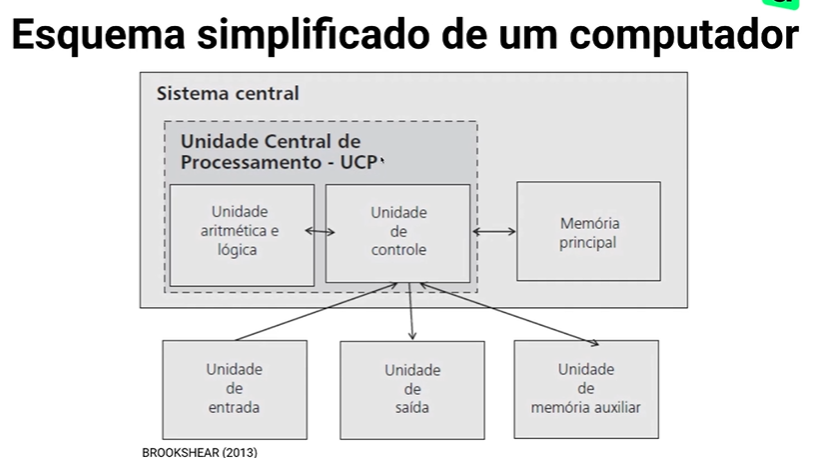 Esquema simplificado de um computador
Sistema central
Unidade Central de
Processamento - UCP
Unidade
aritmética e
lógica
Unidade
de
controle
Memória
principal
Unidade
de
entrada
Unidade
de
saída
Unidade
de
memória auxiliar
BROOKSHEAR (2013)